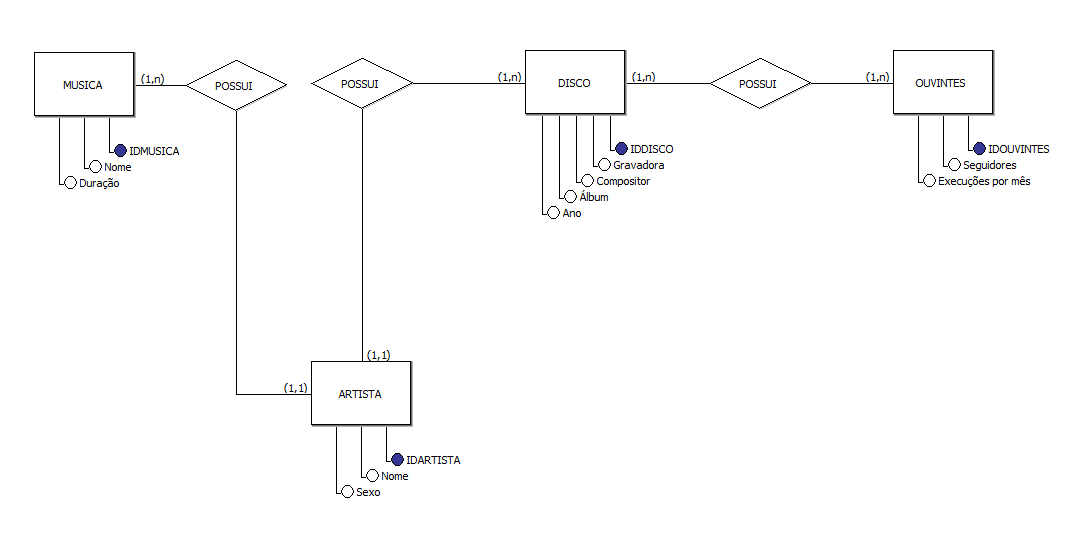 MUSICA
(1,n)
POSSUI
POSSUI
(1,n)
DISCO
(1,n)
POSSUI
(1,n)
OUVINTES
IDMUSICA
Nome
Duração
IDDISCO
Gravadora
Compositor
Álbum
Ano
IDOUVINTES
Seguidores
Execuções por mês
(1,1)
(1,1)
ARTISTA
IDARTISTA
Nome
Sexo